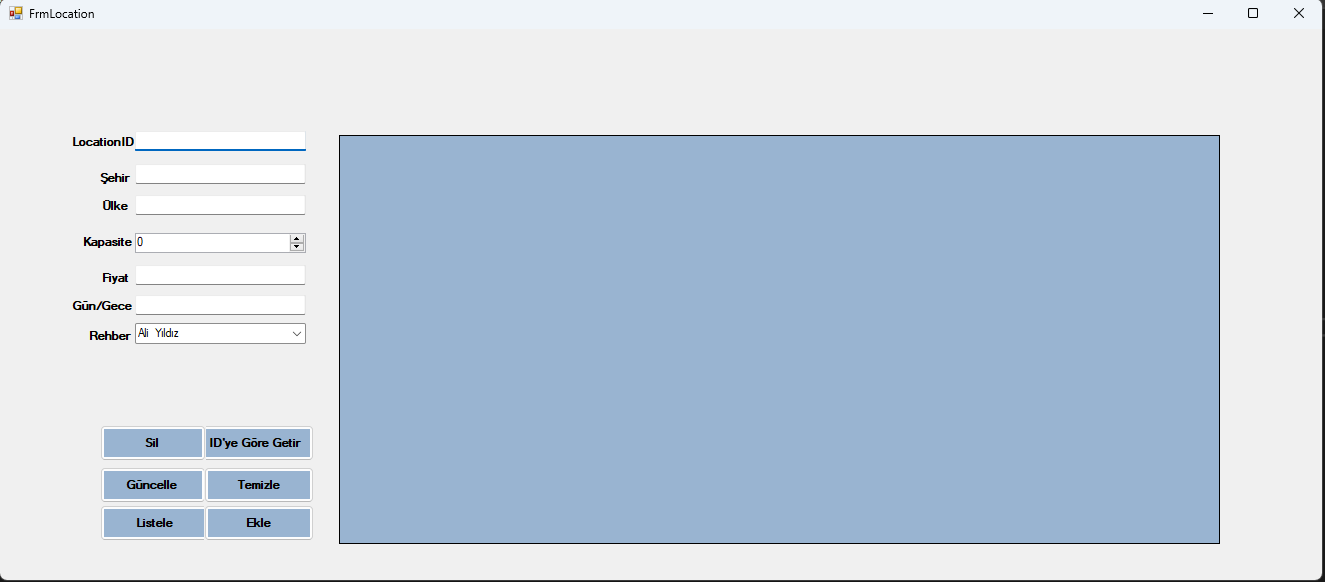 FrmLocation
LocationID
Şehir
Ülke
Kapasite 0
Fiyat
Gün/Gece
Rehber Ali Yıldız
Sil ID'ye Göre Getir
Güncelle Temizle
Listele Ekle